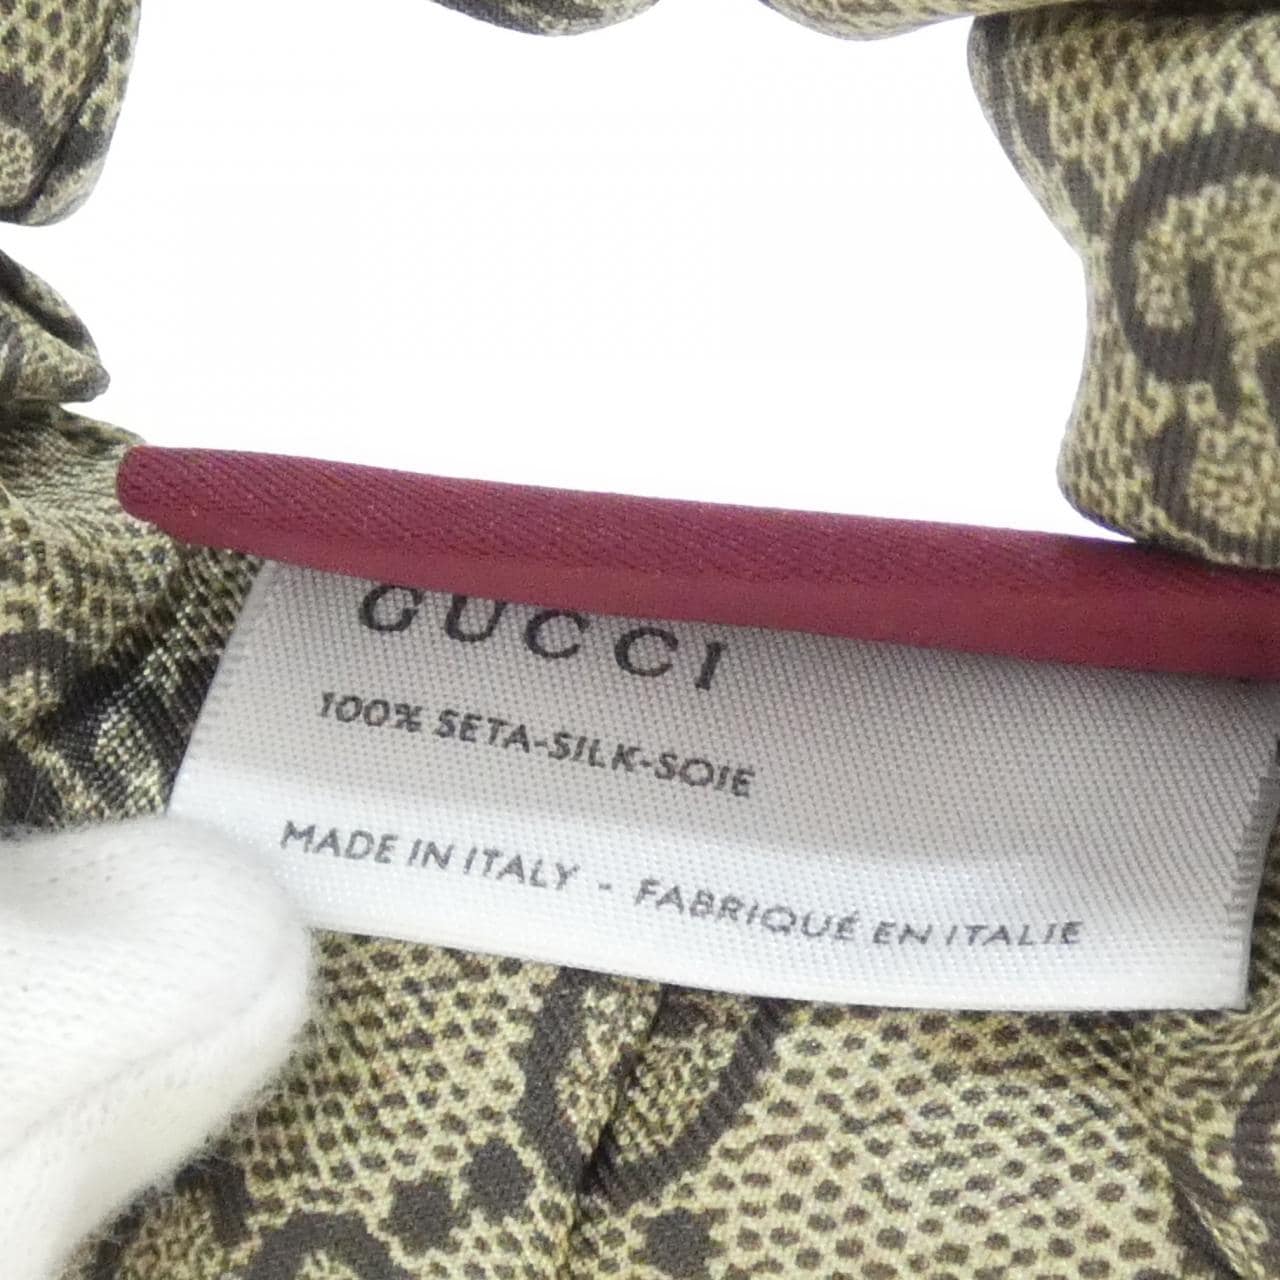 GUCCI
100% SETA-SILK-SOIE
MADE IN ITALY - FABRIQUÉ EN ITALIE